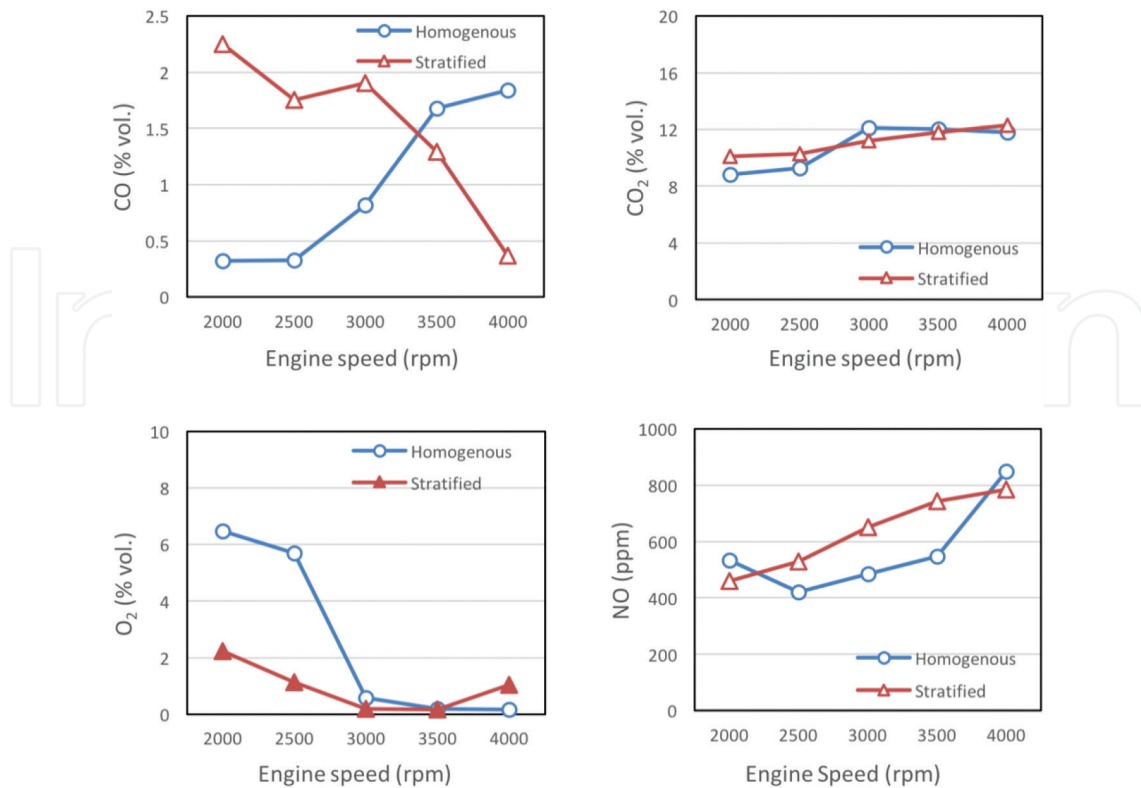 2.5
2
1.5
1
0.5
0
CO (% vol.)
Homogenous
Stratified
2000 2500 3000 3500 4000
Engine speed (rpm)
20
16
12
8
4
0
CO₂ (% vol.)
Homogenous
Stratified
2000 2500 3000 3500 4000
Engine speed (rpm)
10
8
6
4
2
0
O₂ (% vol.)
Homogenous
Stratified
2000 2500 3000 3500 4000
Engine speed (rpm)
1000
800
600
400
200
0
NO (ppm)
Homogenous
Stratified
2000 2500 3000 3500 4000
Engine Speed (rpm)